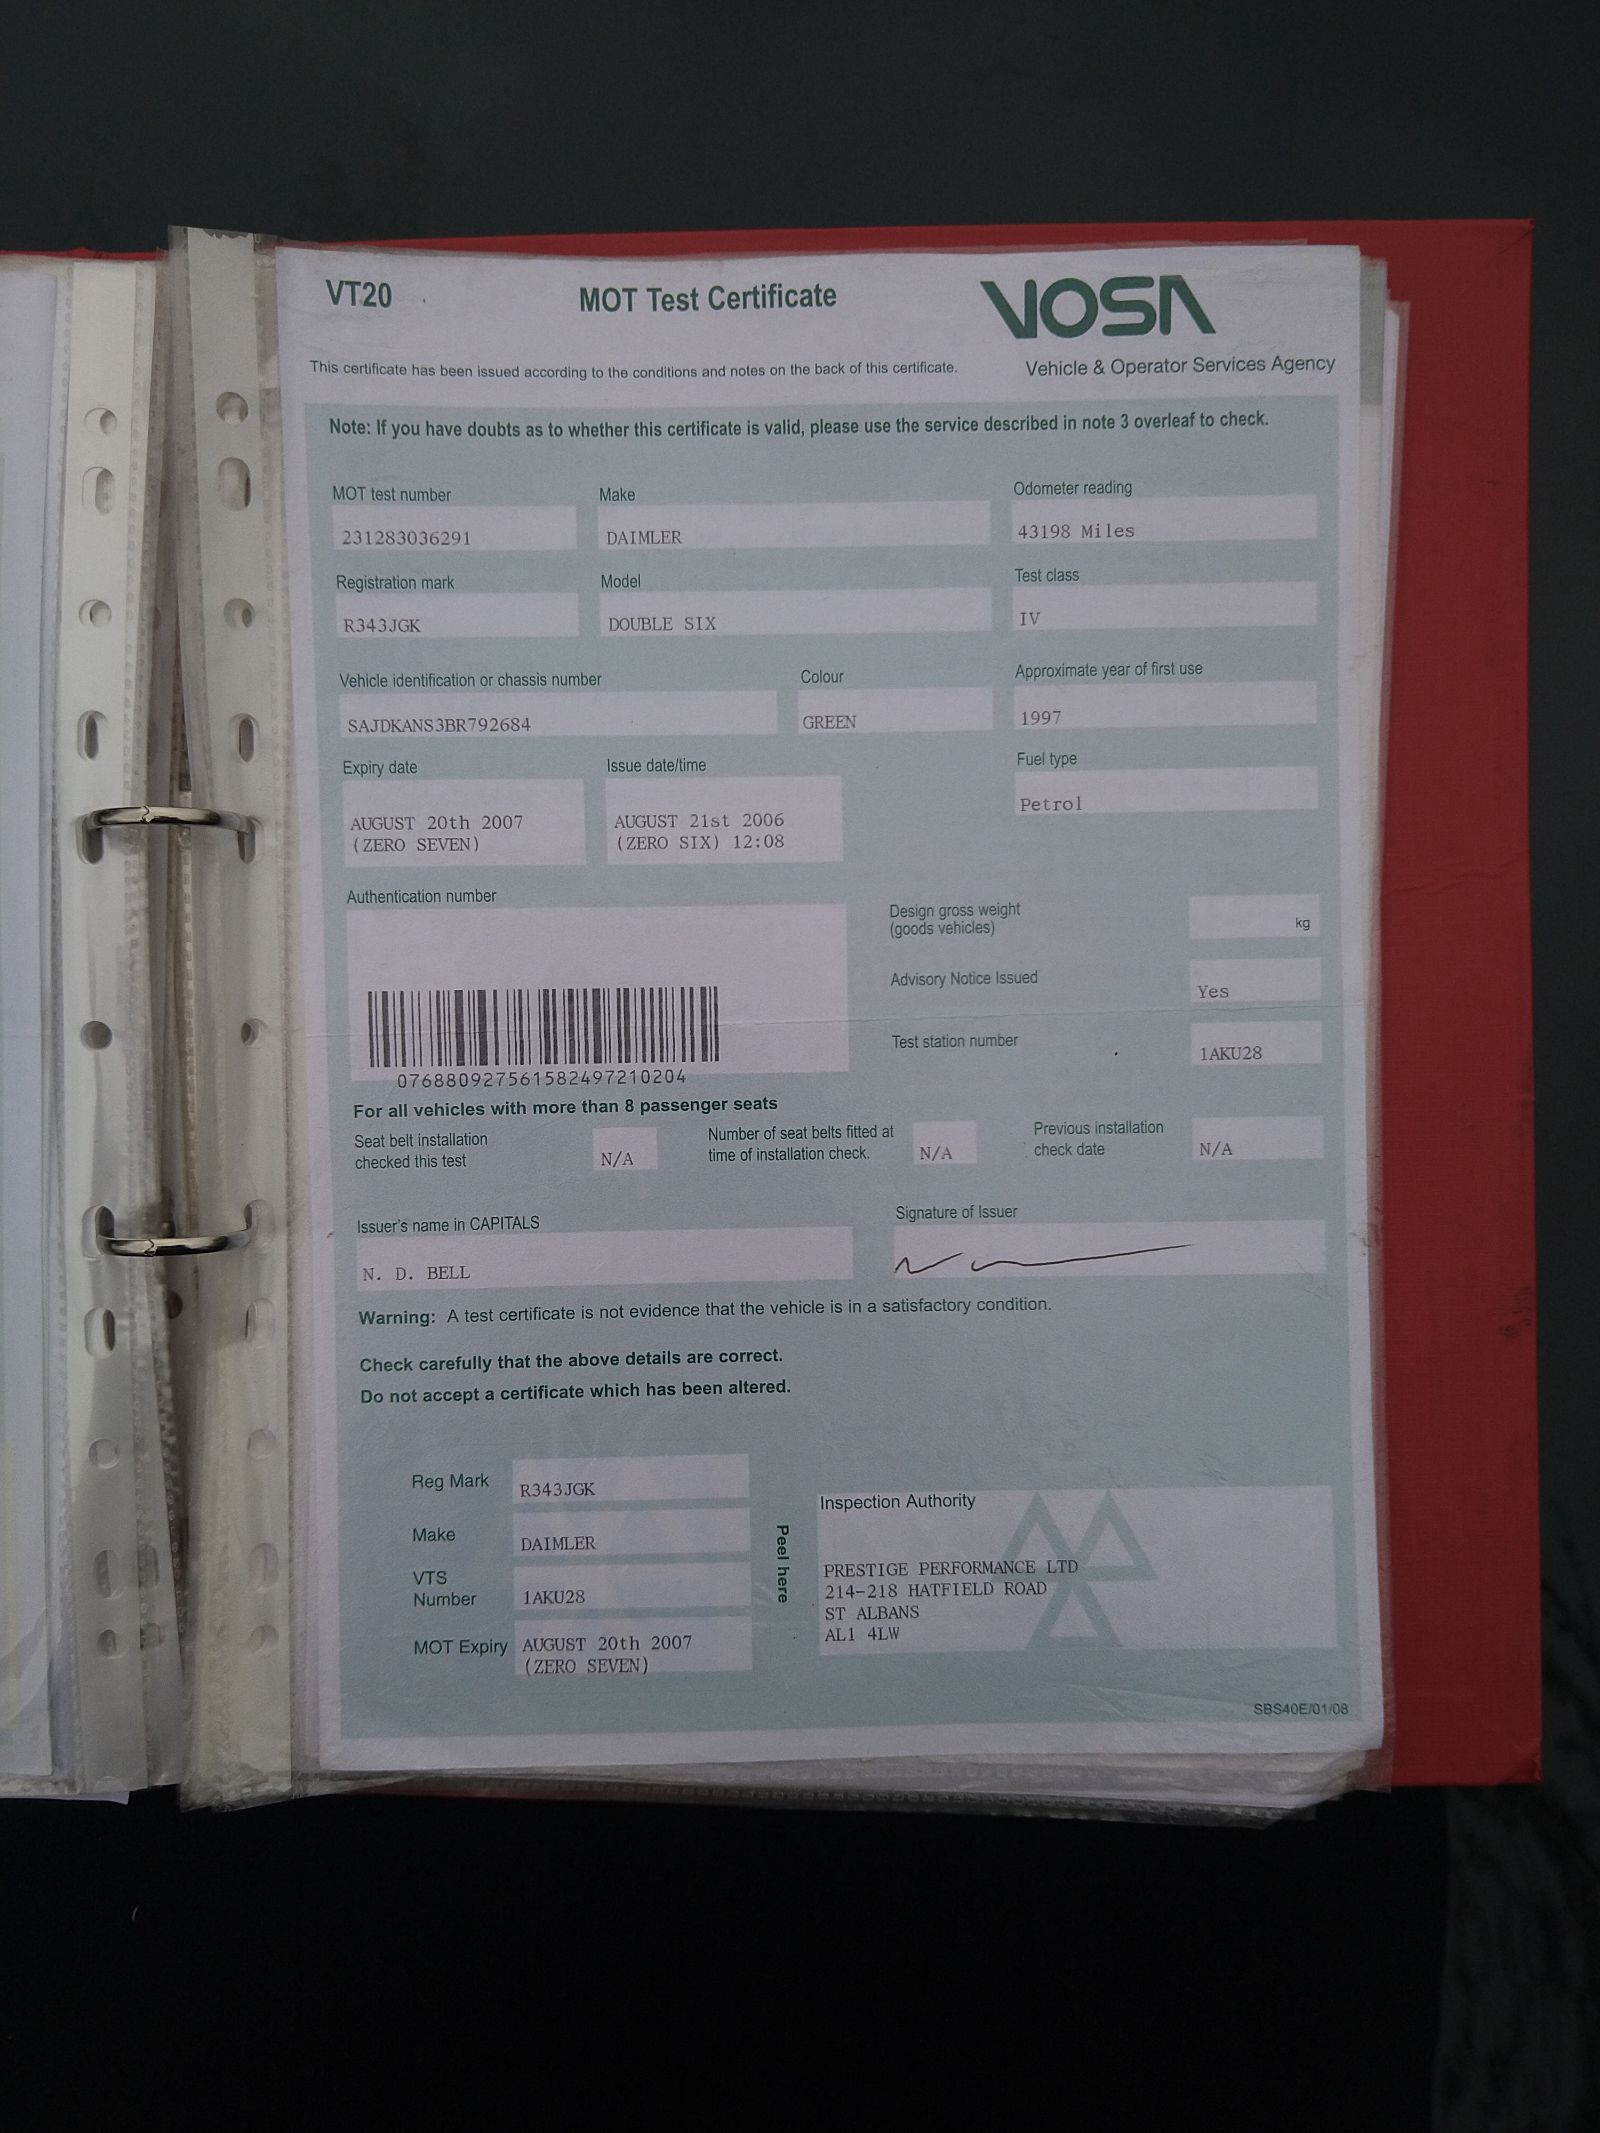 VT20
MOT Test Certificate
VOSA
This certificate has been issued according to the conditions and notes on the back of this certificate.
Vehicle & Operator Services Agency
Note: If you have doubts as to whether this certificate is valid, please use the service described in note 3 overleaf to check.
MOT test number
Make
Odometer reading
231283036291
DAIMLER
43198 Miles
Registration mark
Model
Test class
R343JGK
DOUBLE SIX
IV
Vehicle identification or chassis number
Colour
Approximate year of first use
SAJDKANS3BR792684
GREEN
1997
Expiry date
Issue date/time
Fuel type
AUGUST 20th 2007
(ZERO SEVEN)
AUGUST 21st 2006
(ZERO SIX) 12:08
Petrol
Authentication number
Design gross weight
(goods vehicles)
kg
Advisory Notice Issued
Yes
Test station number
1AKU28
076880927561582497210204
For all vehicles with more than 8 passenger seats
Seat belt installation
checked this test
N/A
Number of seat belts fitted at
time of installation check.
N/A
Previous installation
check date
N/A
Issuer's name in CAPITALS
Signature of Issuer
N. D. BELL
Warning: A test certificate is not evidence that the vehicle is in a satisfactory condition.
Check carefully that the above details are correct.
Do not accept a certificate which has been altered.
Reg Mark
R343JGK
Make
DAIMLER
VTS
Number
1AKU28
MOT Expiry
AUGUST 20th 2007
(ZERO SEVEN)
Peel here
Inspection Authority
PRESTIGE PERFORMANCE LTD
214-218 HATFIELD ROAD
ST ALBANS
AL1 4LW
SBS40E/01/08